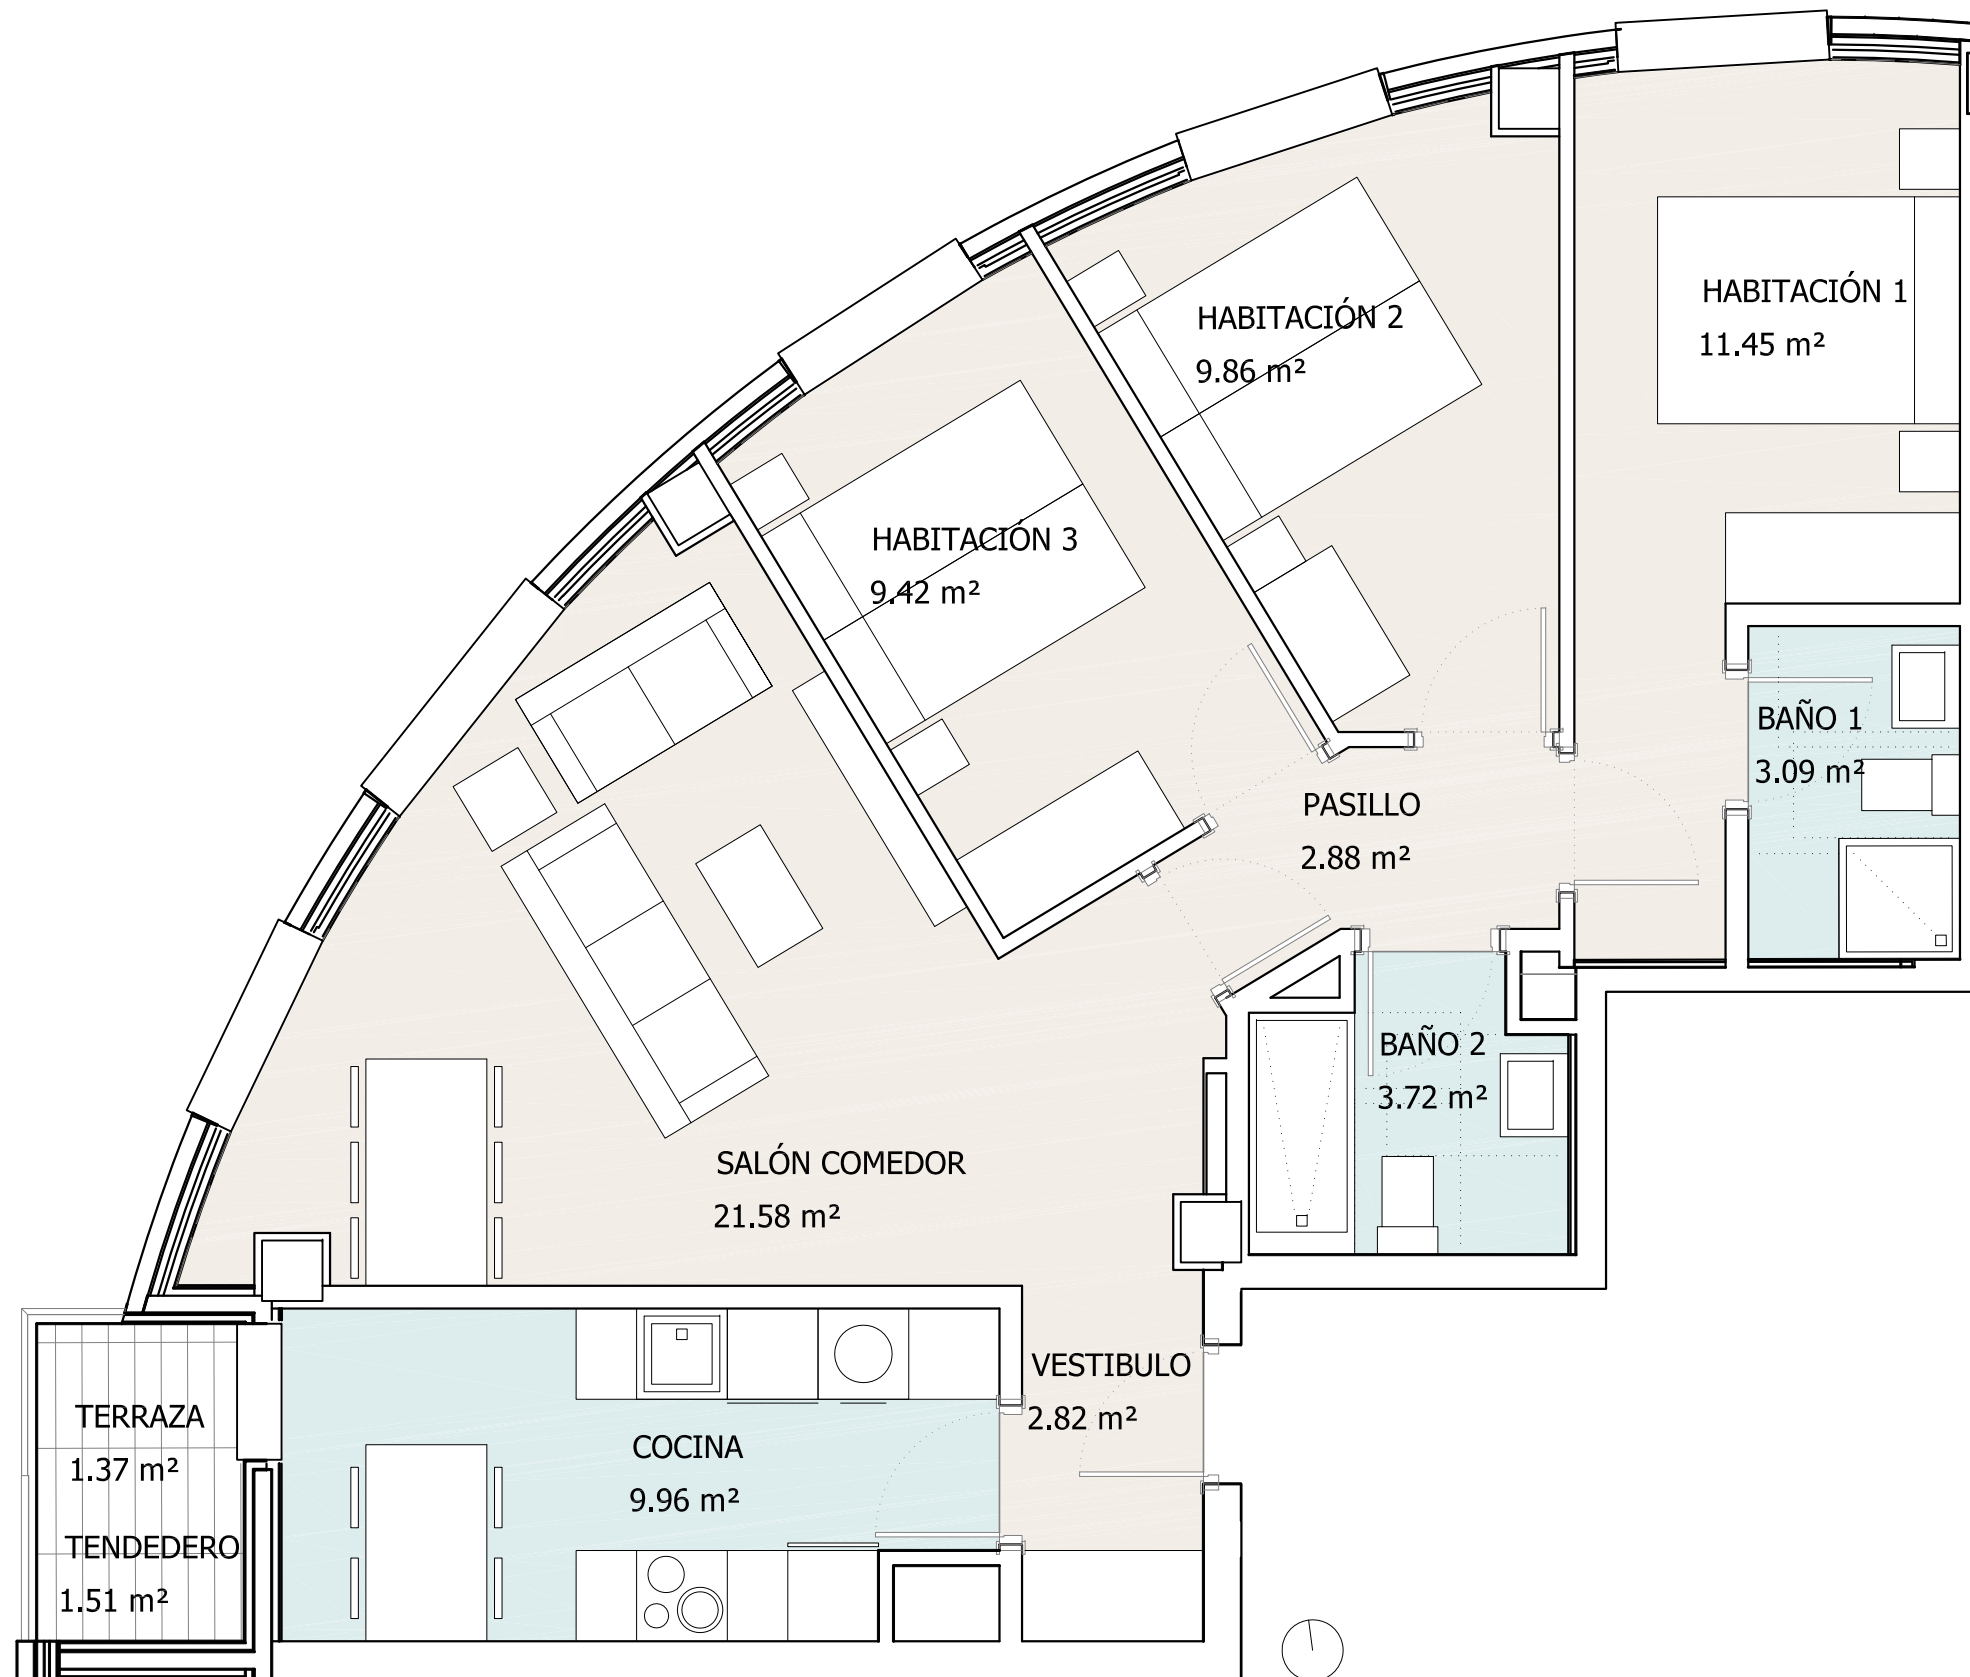 HABITACIÓN 1
11.45 m²
HABITACIÓN 2
9.86 m²
HABITACIÓN 3
9.42 m²
BAÑO 1
3.09 m²
PASILLO
2.88 m²
BAÑO 2
3.72 m²
SALÓN COMEDOR
21.58 m²
VESTIBULO
2.82 m²
TERRAZA
1.37 m²
COCINA
9.96 m²
TENDEDERO
1.51 m²